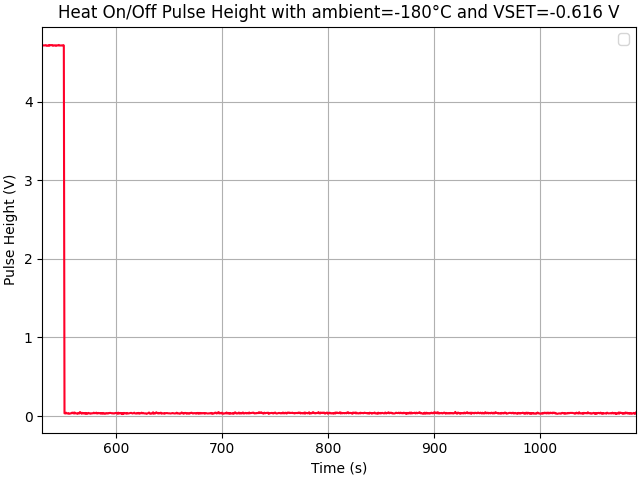 Heat On/Off Pulse Height with ambient=-180°C and VSET=-0.616 V
4
3
2
1
0
Pulse Height (V)
600 700 800 900 1000
Time (s)